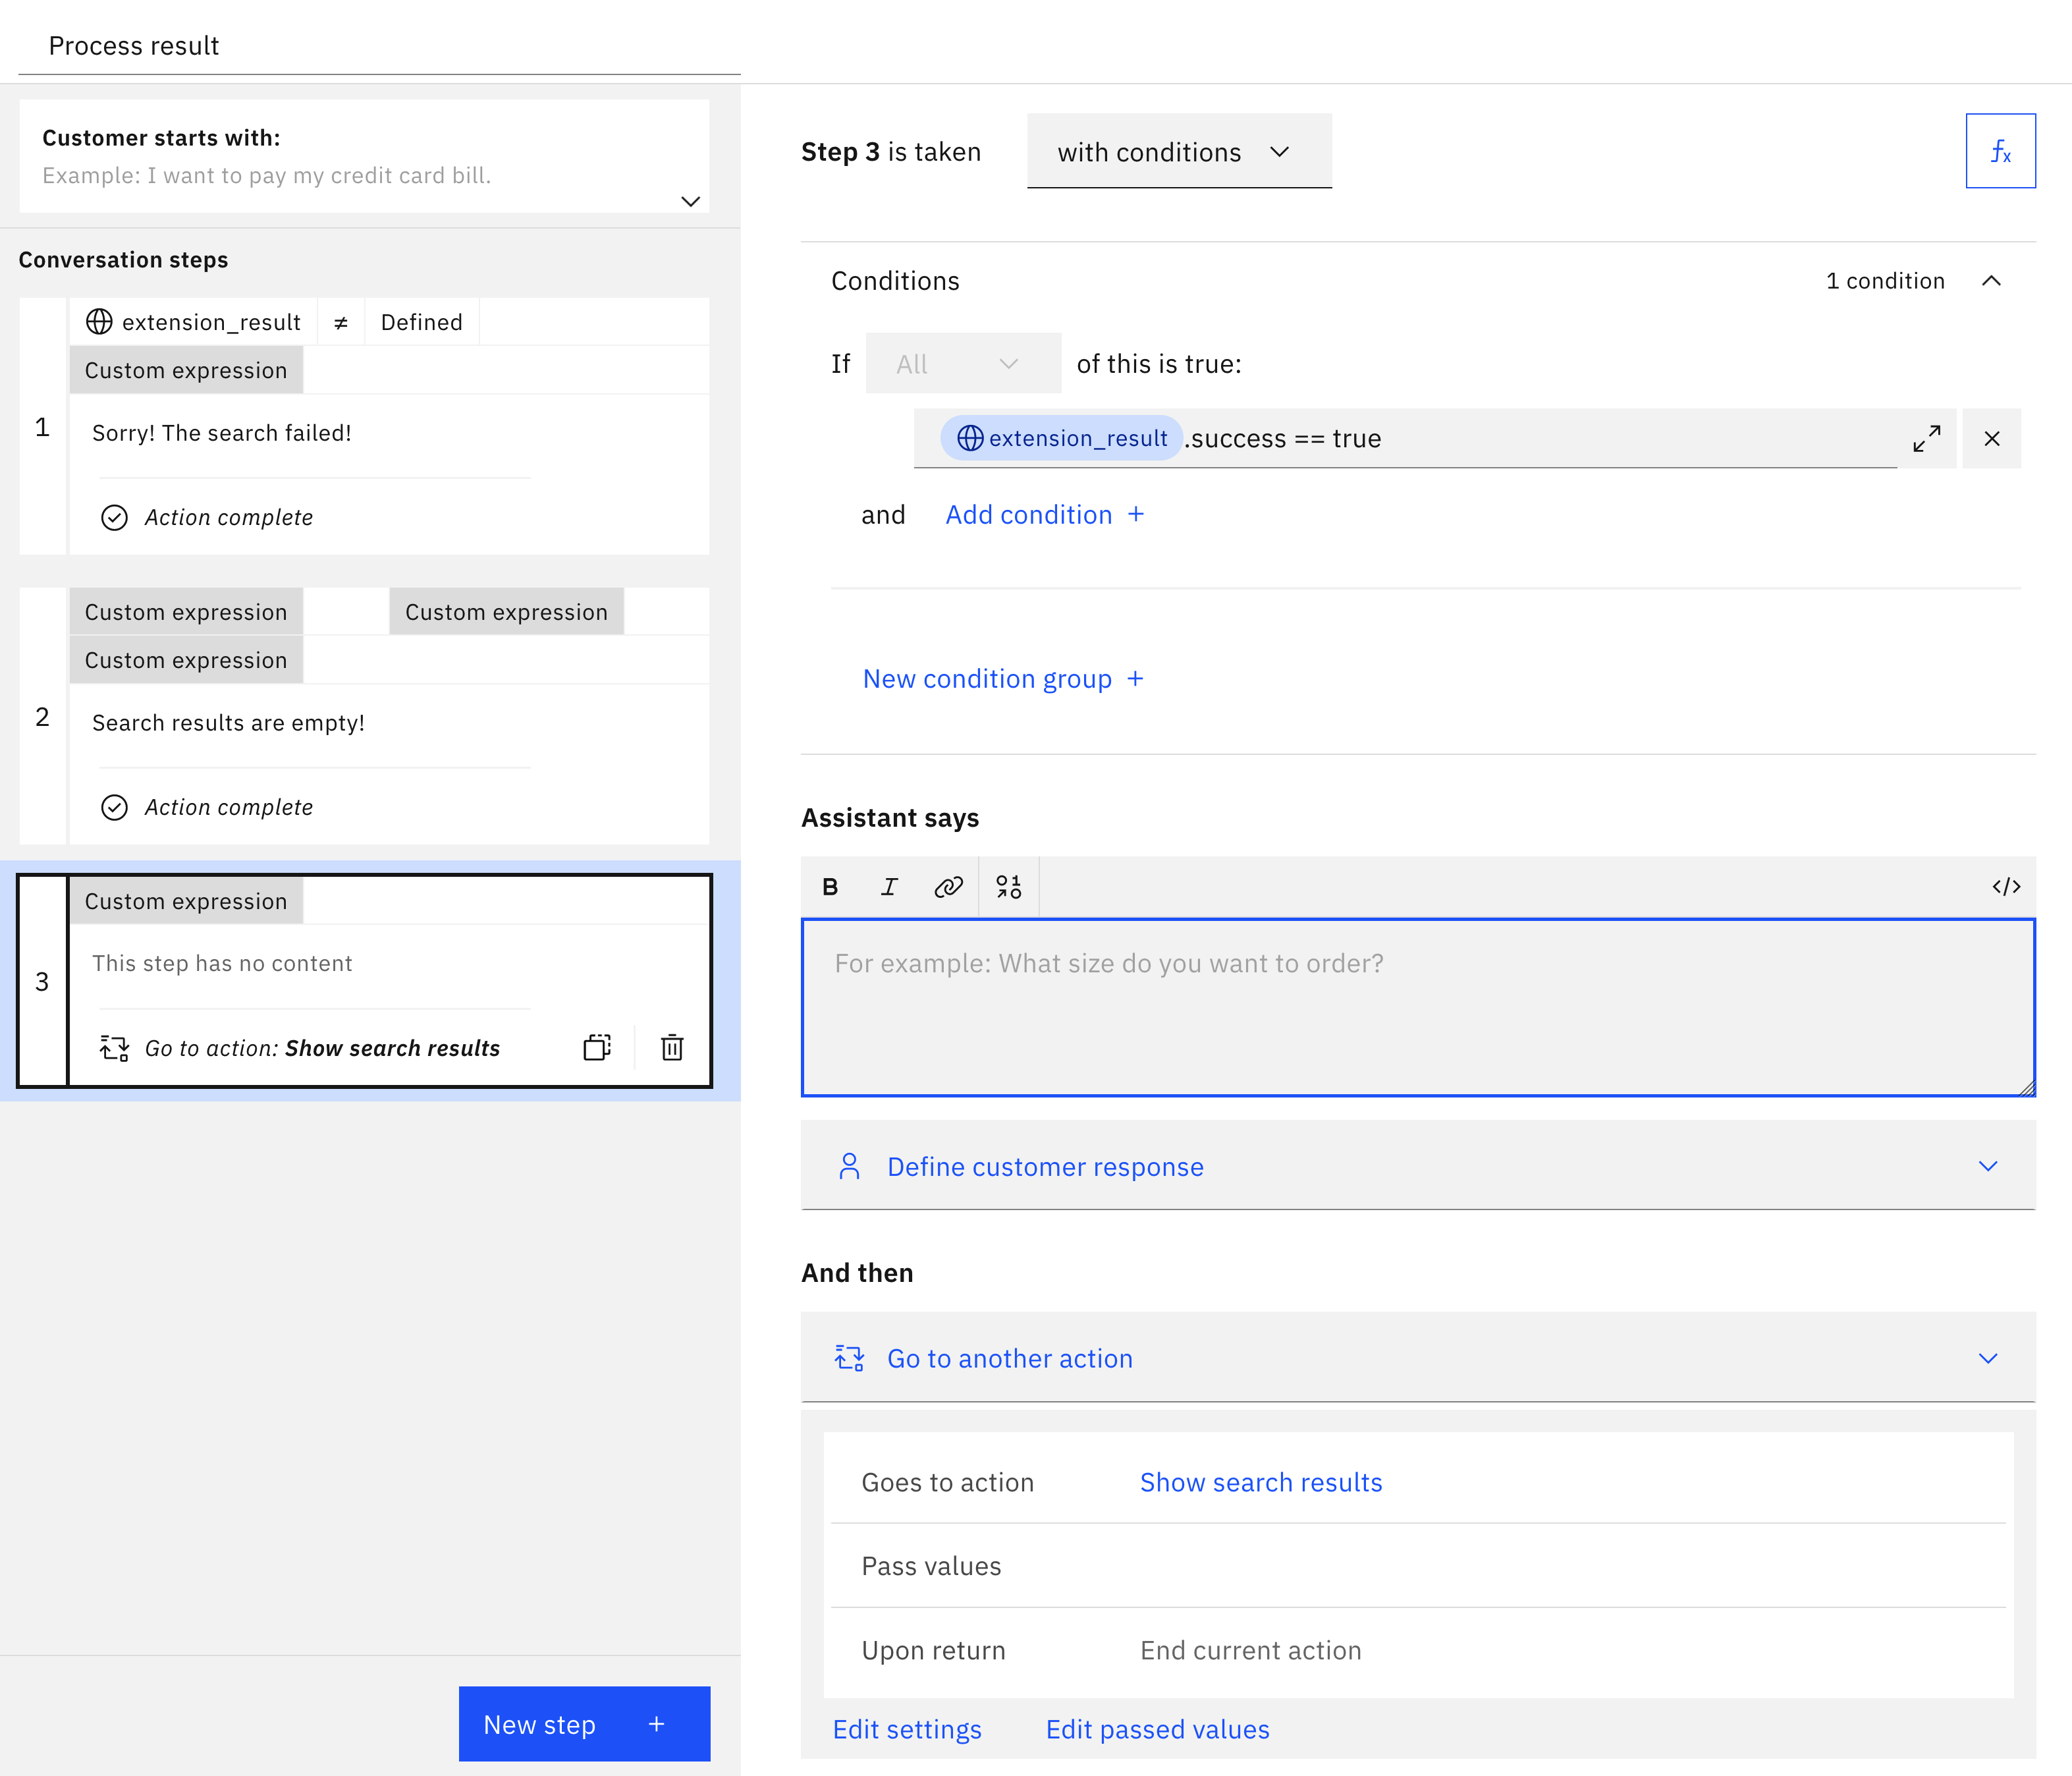 Process result
Customer starts with:
Example: I want to pay my credit card bill.
Conversation steps
1
extension_result ≠ Defined
Custom expression
Sorry! The search failed!
Action complete
2
Custom expression Custom expression
Custom expression
Search results are empty!
Action complete
3
Custom expression
This step has no content
Go to action: Show search results
New step +
Step 3 is taken with conditions
fx
Conditions 1 condition
If All of this is true:
extension_result.success == true
and Add condition +
New condition group +
Assistant says
B I </>
For example: What size do you want to order?
Define customer response
And then
Go to another action
Goes to action Show search results
Pass values
Upon return End current action
Edit settings Edit passed values